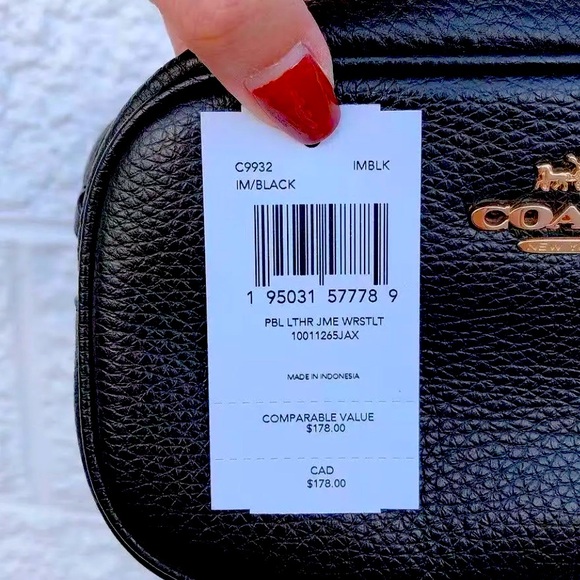 C9932 IMBLK
IM/BLACK
1 95031 57778 9
PBL LTHR JME WRSTLT
10011265JAX
MADE IN INDONESIA
COMPARABLE VALUE
$178.00
CAD
$178.00
COA
NEW